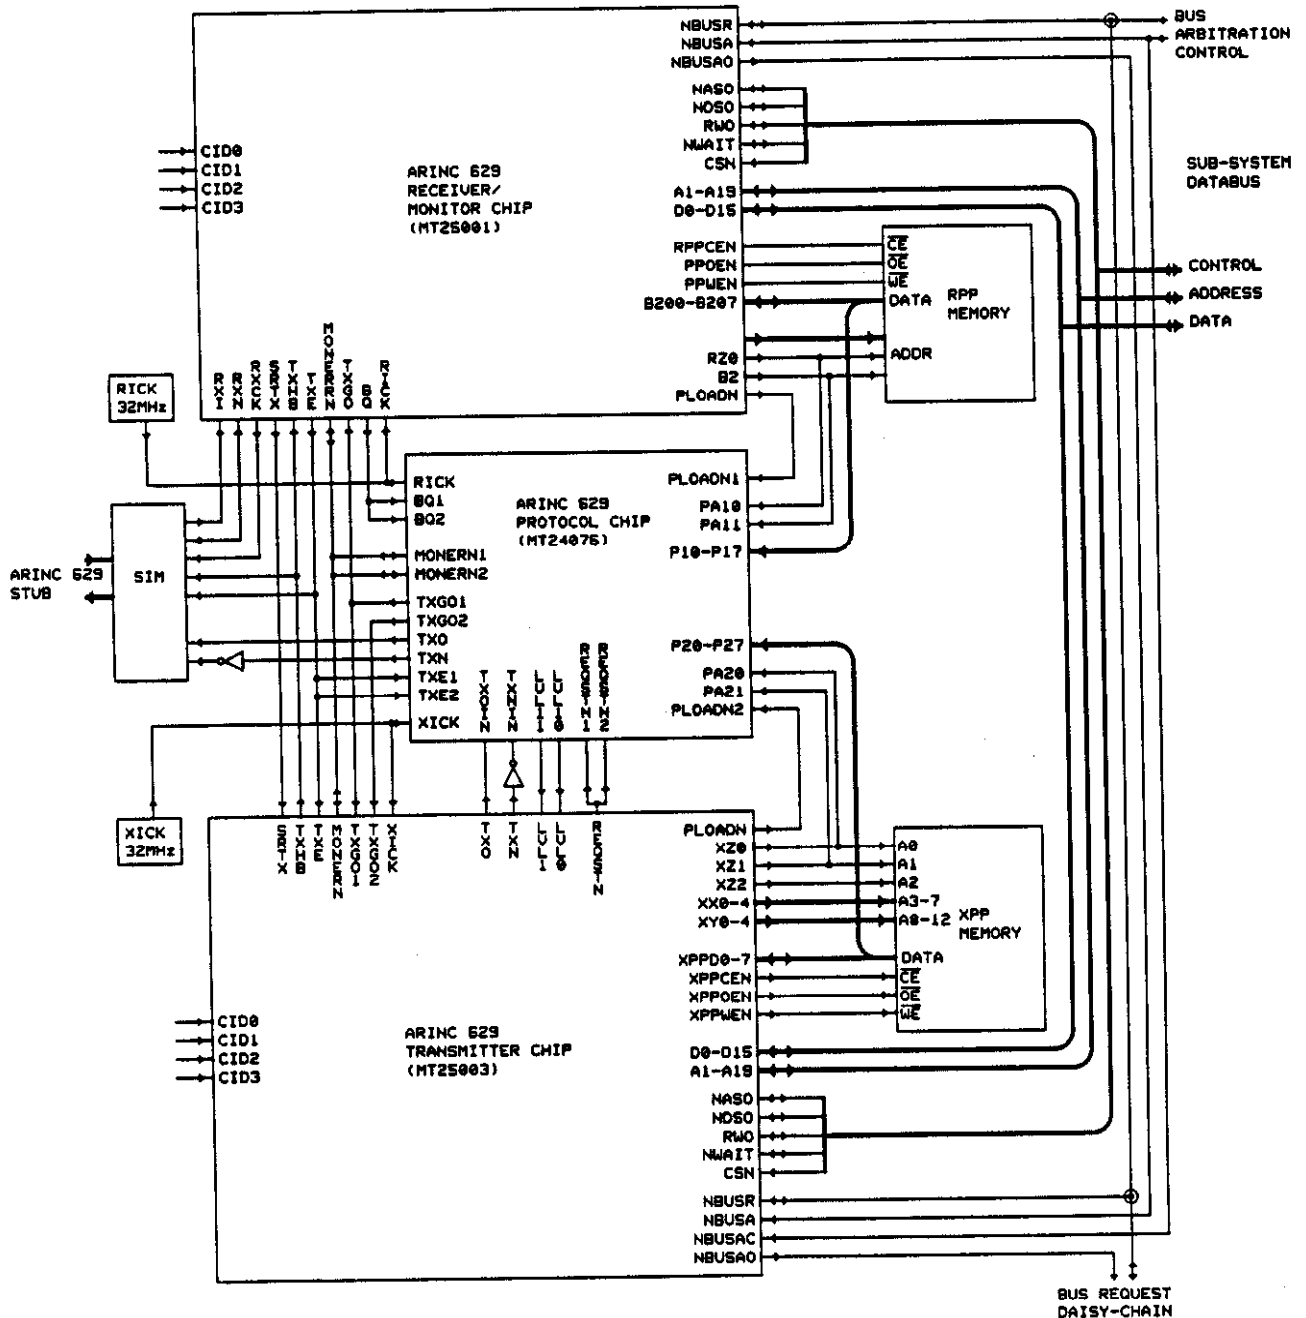 NBUSR
NBUSA
NBUSAO
BUS
ARBITRATION
CONTROL
NASO
NDSO
RWO
NWAIT
CSN
CID0
CID1
CID2
CID3
ARINC 629
RECEIVER/
MONITOR CHIP
(MT25001)
A1-A19
D0-D15
SUB-SYSTEM
DATABUS
RPPCEN
PPOEN
PPWEN
B200-B207
RZ0
B2
PLOADN
CE
OE
WE
DATA
ADDR
RPP
MEMORY
CONTROL
ADDRESS
DATA
RXI
RXN
RXCK
SRTX
TXHB
TXE
MONERRN
TXGO
BQ
RICK
RICK
32MHz
ARINC 629
STUB
SIM
RICK
BQ1
BQ2
MONERN1
MONERN2
TXGO1
TXGO2
TXO
TXN
TXE1
TXE2
XICK
ARINC 629
PROTOCOL CHIP
(MT24076)
PLOADN1
PA10
PA11
P10-P17
P20-P27
PA20
PA21
PLOADN2
TXOIN
TXNIN
LULI1
LULI0
XICK
32MHz
SRTX
TXHB
TXE
MONERN
TXGO1
TXGO2
XICK
TXO
TXN
LUL1
LUL0
PLOADN
XZ0
XZ1
XZ2
XX0-4
XY0-4
XPPD0-7
XPPCEN
XPPOEN
XPPWEN
A0
A1
A2
A3-7
A8-12
XPP
MEMORY
DATA
CE
OE
WE
CID0
CID1
CID2
CID3
ARINC 629
TRANSMITTER CHIP
(MT25003)
D0-D15
A1-A19
NASO
NDSO
RWO
NWAIT
CSN
NBUSR
NBUSA
NBUSAC
NBUSAO
BUS REQUEST
DAISY-CHAIN